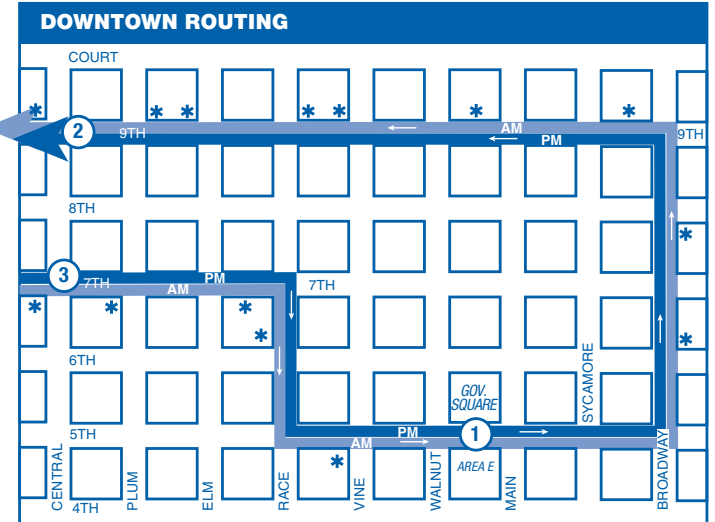 DOWNTOWN ROUTING
COURT
* * * * * * *
2
9TH
AM
PM
9TH
8TH
*
3
7TH
PM
AM
7TH
* * *
*
*
6TH
GOV.
SQUARE
SYCAMORE
5TH
PM
AM
1
CENTRAL
PLUM
ELM
RACE
*
VINE
WALNUT
AREA E
MAIN
BROADWAY
4TH